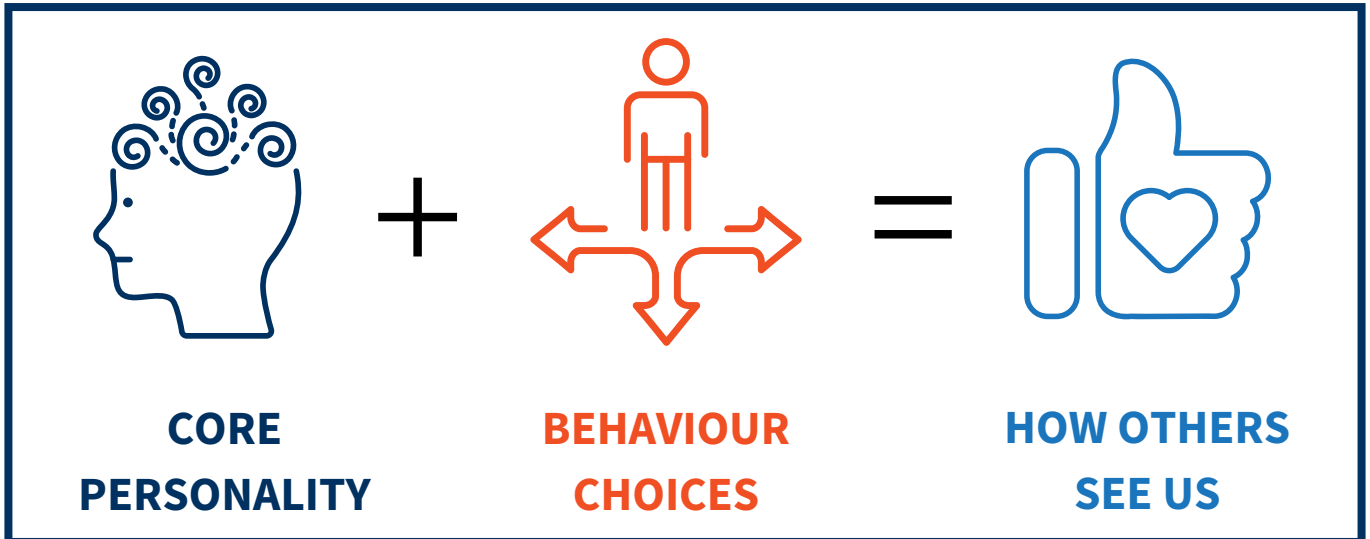 CORE
PERSONALITY
BEHAVIOUR
CHOICES
HOW OTHERS
SEE US